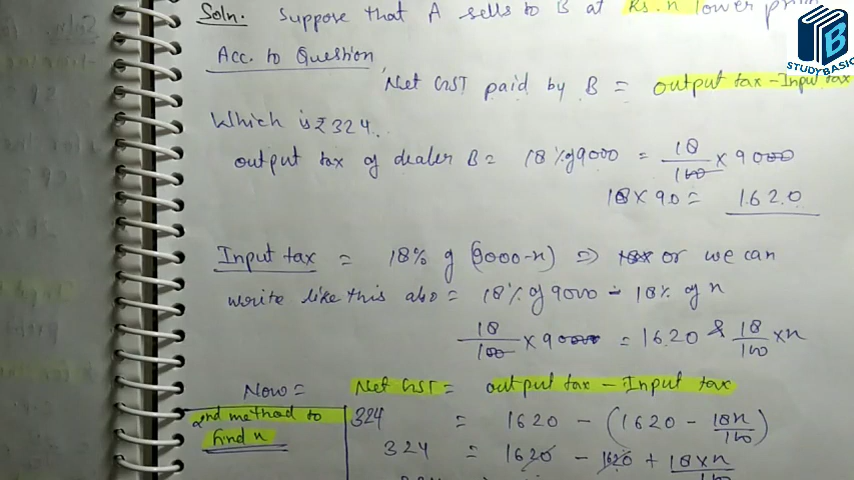 Soln. Suppose that A sells to B at Rs. n lower
STUDYBASIC
Acc. to Question,
Net GST paid by B = output tax - Input tax
Which is ₹324.
output tax of dealer B = 18% of 9000 = 18/100 × 9000
18 × 90 = 1620
Input tax = 18% of (9000-n) ⇒ or we can
write like this also = 18% of 9000 - 18% of n
18/100 × 9000 = 1620 & 18/100 × n
Now = Net GST = output tax - Input tax
2nd method to
find n
324 = 1620 - (1620 - 18n/100)
324 = 1620 - 1620 + 18×n/100